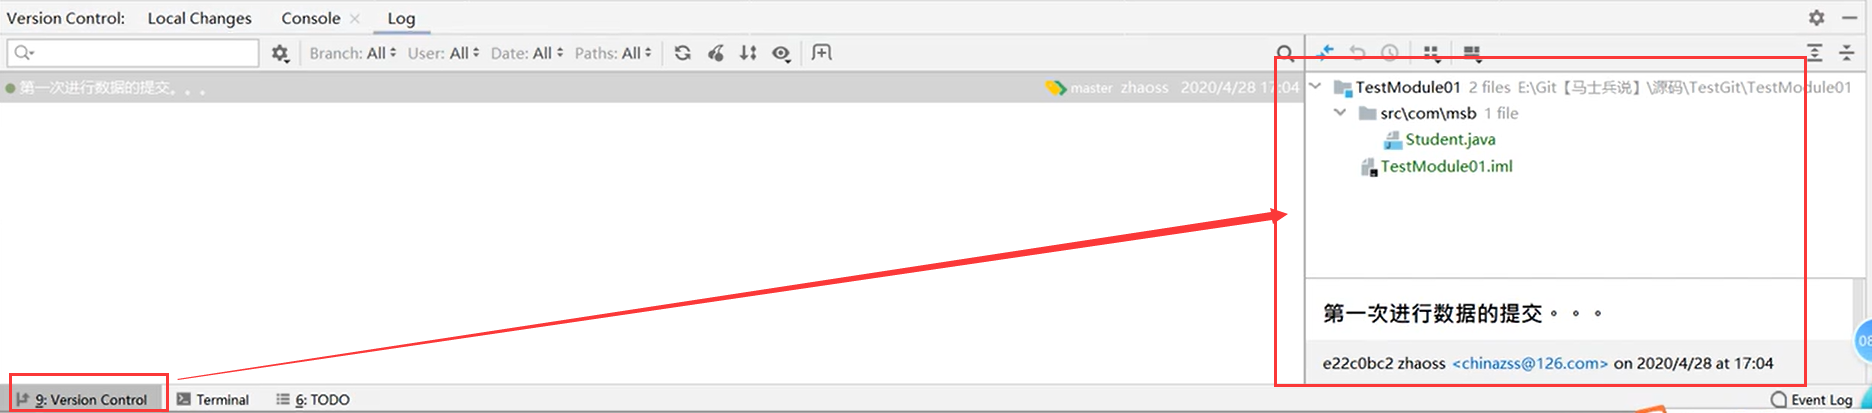 Version Control: Local Changes Console Log
Branch: All User: All Date: All Paths: All
第一次进行数据的提交。。。 master zhaoss 2020/4/28 17:04
TestModule01 2 files E:\Git【马士兵说】\源码\TestGit\TestModule01
src\com\msb 1 file
Student.java
TestModule01.iml
第一次进行数据的提交。。。
e22c0bc2 zhaoss <chinazss@126.com> on 2020/4/28 at 17:04
9: Version Control Terminal 6: TODO Event Log